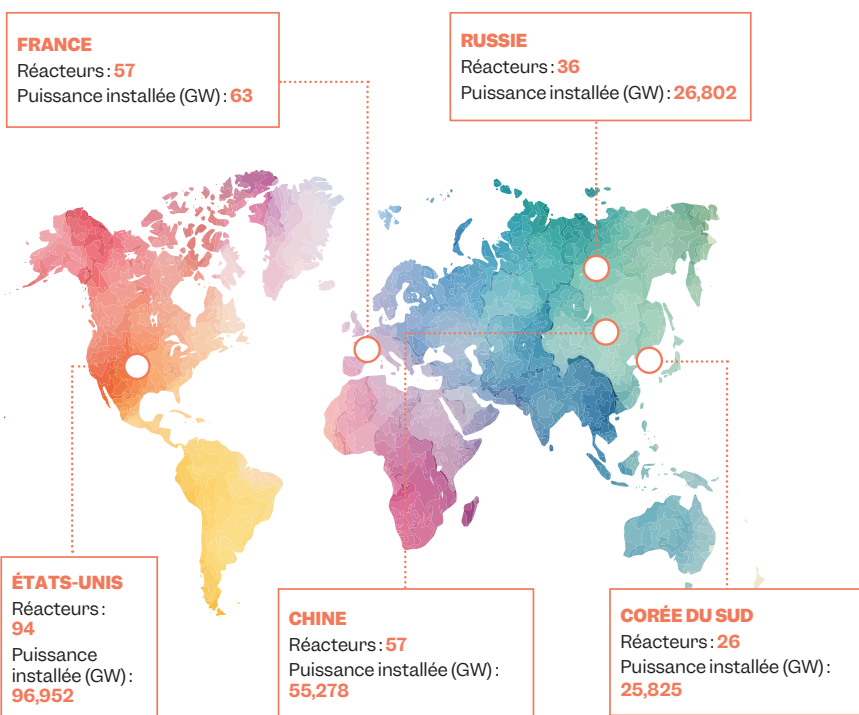 FRANCE
Réacteurs : 57
Puissance installée (GW) : 63
RUSSIE
Réacteurs : 36
Puissance installée (GW) : 26,802
ÉTATS-UNIS
Réacteurs :
94
Puissance
installée (GW) :
96,952
CHINE
Réacteurs : 57
Puissance installée (GW) :
55,278
CORÉE DU SUD
Réacteurs : 26
Puissance installée (GW) :
25,825